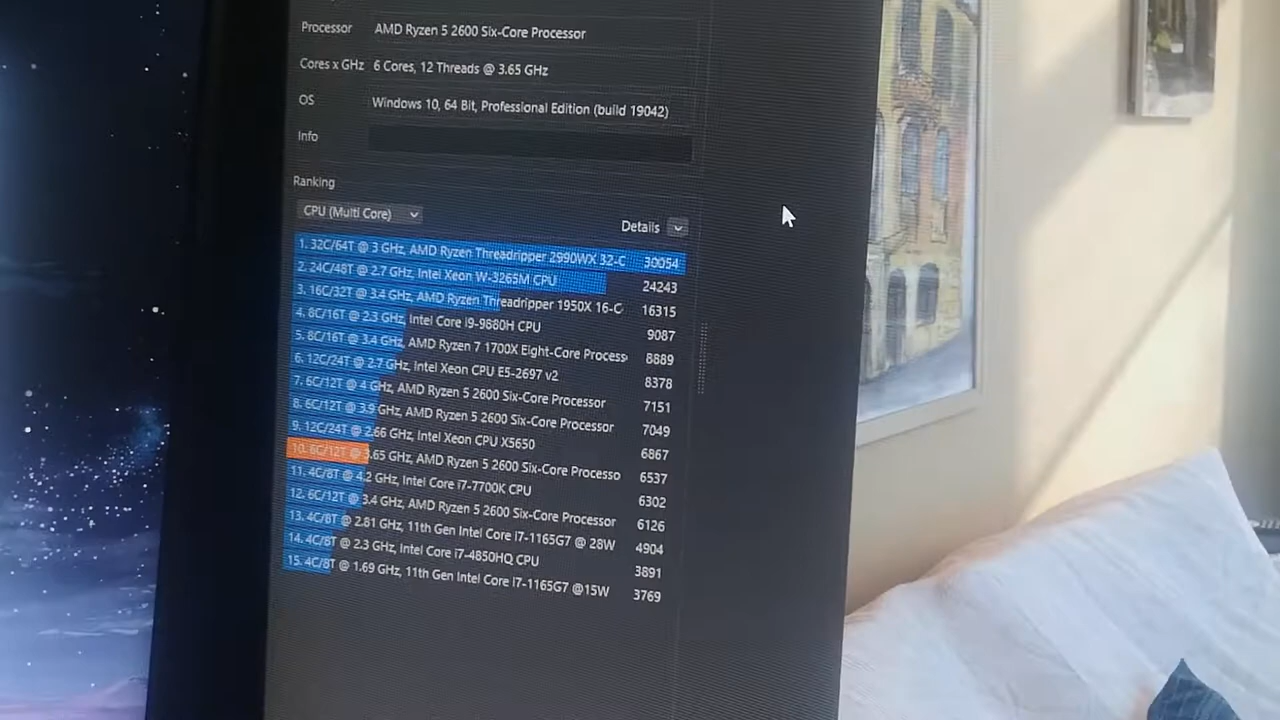 Processor AMD Ryzen 5 2600 Six-Core Processor
Cores x GHz 6 Cores, 12 Threads @ 3.65 GHz
OS Windows 10, 64 Bit, Professional Edition (build 19042)
Info
Ranking
CPU (Multi Core)
Details
1. 32C/64T @ 3 GHz, AMD Ryzen Threadripper 2990WX 32-C 30054
2. 24C/48T @ 2.7 GHz, Intel Xeon W-3265M CPU 24243
3. 16C/32T @ 3.4 GHz, AMD Ryzen Threadripper 1950X 16-C 16315
4. 8C/16T @ 2.3 GHz, Intel Core i9-9880H CPU 9087
5. 8C/16T @ 3.4 GHz, AMD Ryzen 7 1700X Eight-Core Process 8889
6. 12C/24T @ 2.7 GHz, Intel Xeon CPU E5-2697 v2 8378
7. 6C/12T @ 4 GHz, AMD Ryzen 5 2600 Six-Core Processor 7151
8. 6C/12T @ 3.9 GHz, AMD Ryzen 5 2600 Six-Core Processor 7049
9. 12C/24T @ 2.66 GHz, Intel Xeon CPU X5650 6867
10. 6C/12T @ 3.65 GHz, AMD Ryzen 5 2600 Six-Core Processo 6537
11. 4C/8T @ 4.2 GHz, Intel Core i7-7700K CPU 6302
12. 6C/12T @ 3.4 GHz, AMD Ryzen 5 2600 Six-Core Processor 6126
13. 4C/8T @ 2.81 GHz, 11th Gen Intel Core i7-1165G7 @ 28W 4904
14. 4C/8T @ 2.3 GHz, Intel Core i7-4850HQ CPU 3891
15. 4C/8T @ 1.69 GHz, 11th Gen Intel Core i7-1165G7 @15W 3769